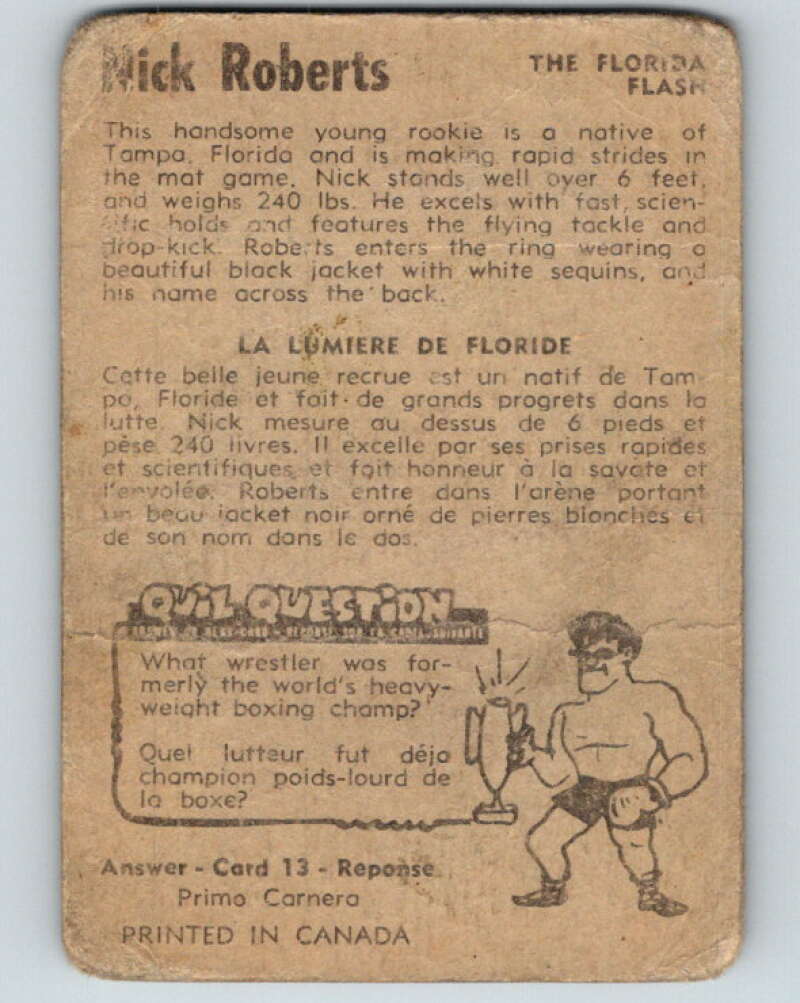 Nick Roberts
THE FLORIDA
FLASH
This handsome young rookie is a native of
Tampa, Florida and is making rapid strides in
the mat game. Nick stands well over 6 feet,
and weighs 240 lbs. He excels with fast, scien-
tific holds and features the flying tackle and
drop-kick. Roberts enters the ring wearing a
beautiful black jacket with white sequins, and
his name across the back.
LA LUMIERE DE FLORIDE
Cette belle jeune recrue est un natif de Tam-
pa, Floride et fait de grands progrets dans la
lutte. Nick mesure au dessus de 6 pieds et
pèse 240 livres. Il excelle par ses prises rapides
et scientifiques et fait honneur à la savate et
l'envolée. Roberts entre dans l'arène portant
un beau jacket noir orné de pierres blanches et
de son nom dans le dos.
QUIZ QUESTION
What wrestler was for-
merly the world's heavy-
weight boxing champ?
Quel lutteur fut déja
champion poids-lourd de
la boxe?
Answer - Card 13 - Reponse
Primo Carnera
PRINTED IN CANADA